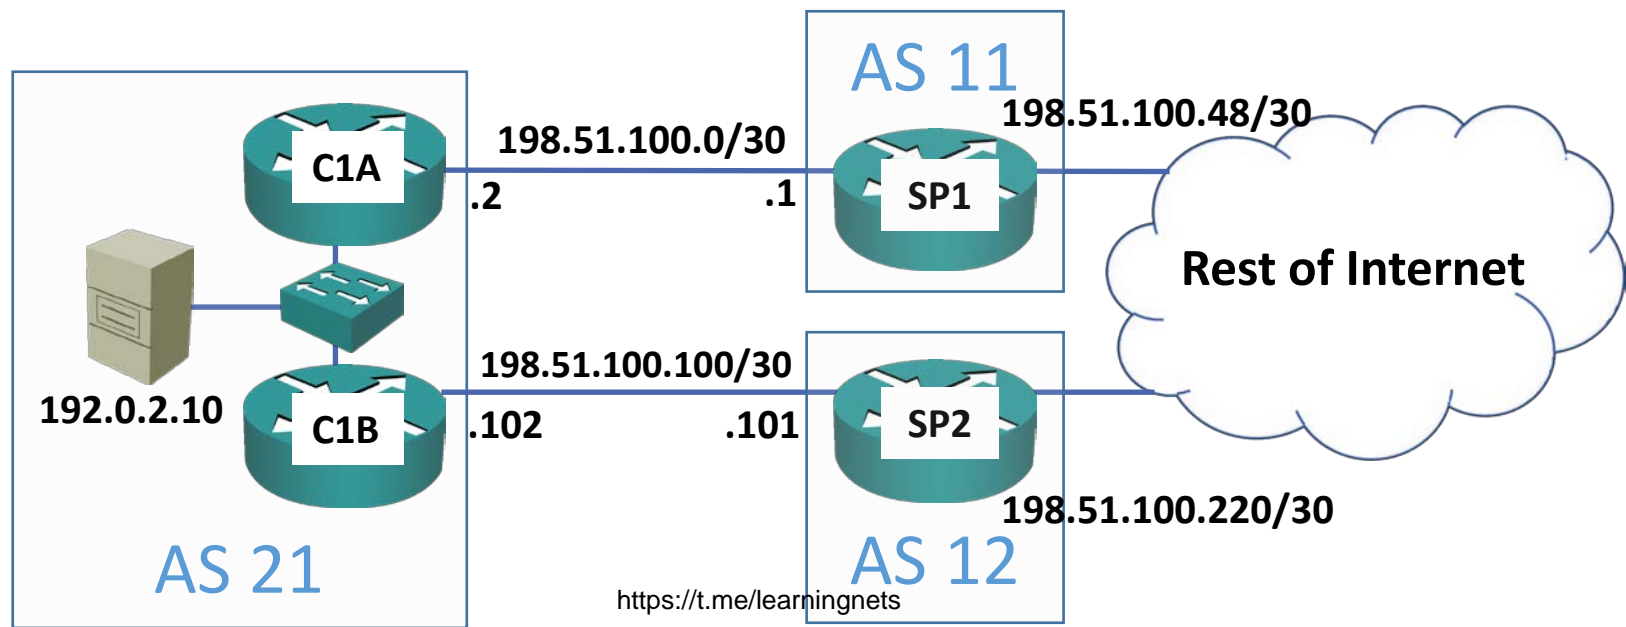 AS 11
198.51.100.48/30
198.51.100.0/30
C1A
.2
.1
SP1
Rest of Internet
192.0.2.10
198.51.100.100/30
C1B
.102
.101
SP2
198.51.100.220/30
AS 21
AS 12
https://t.me/learningnets